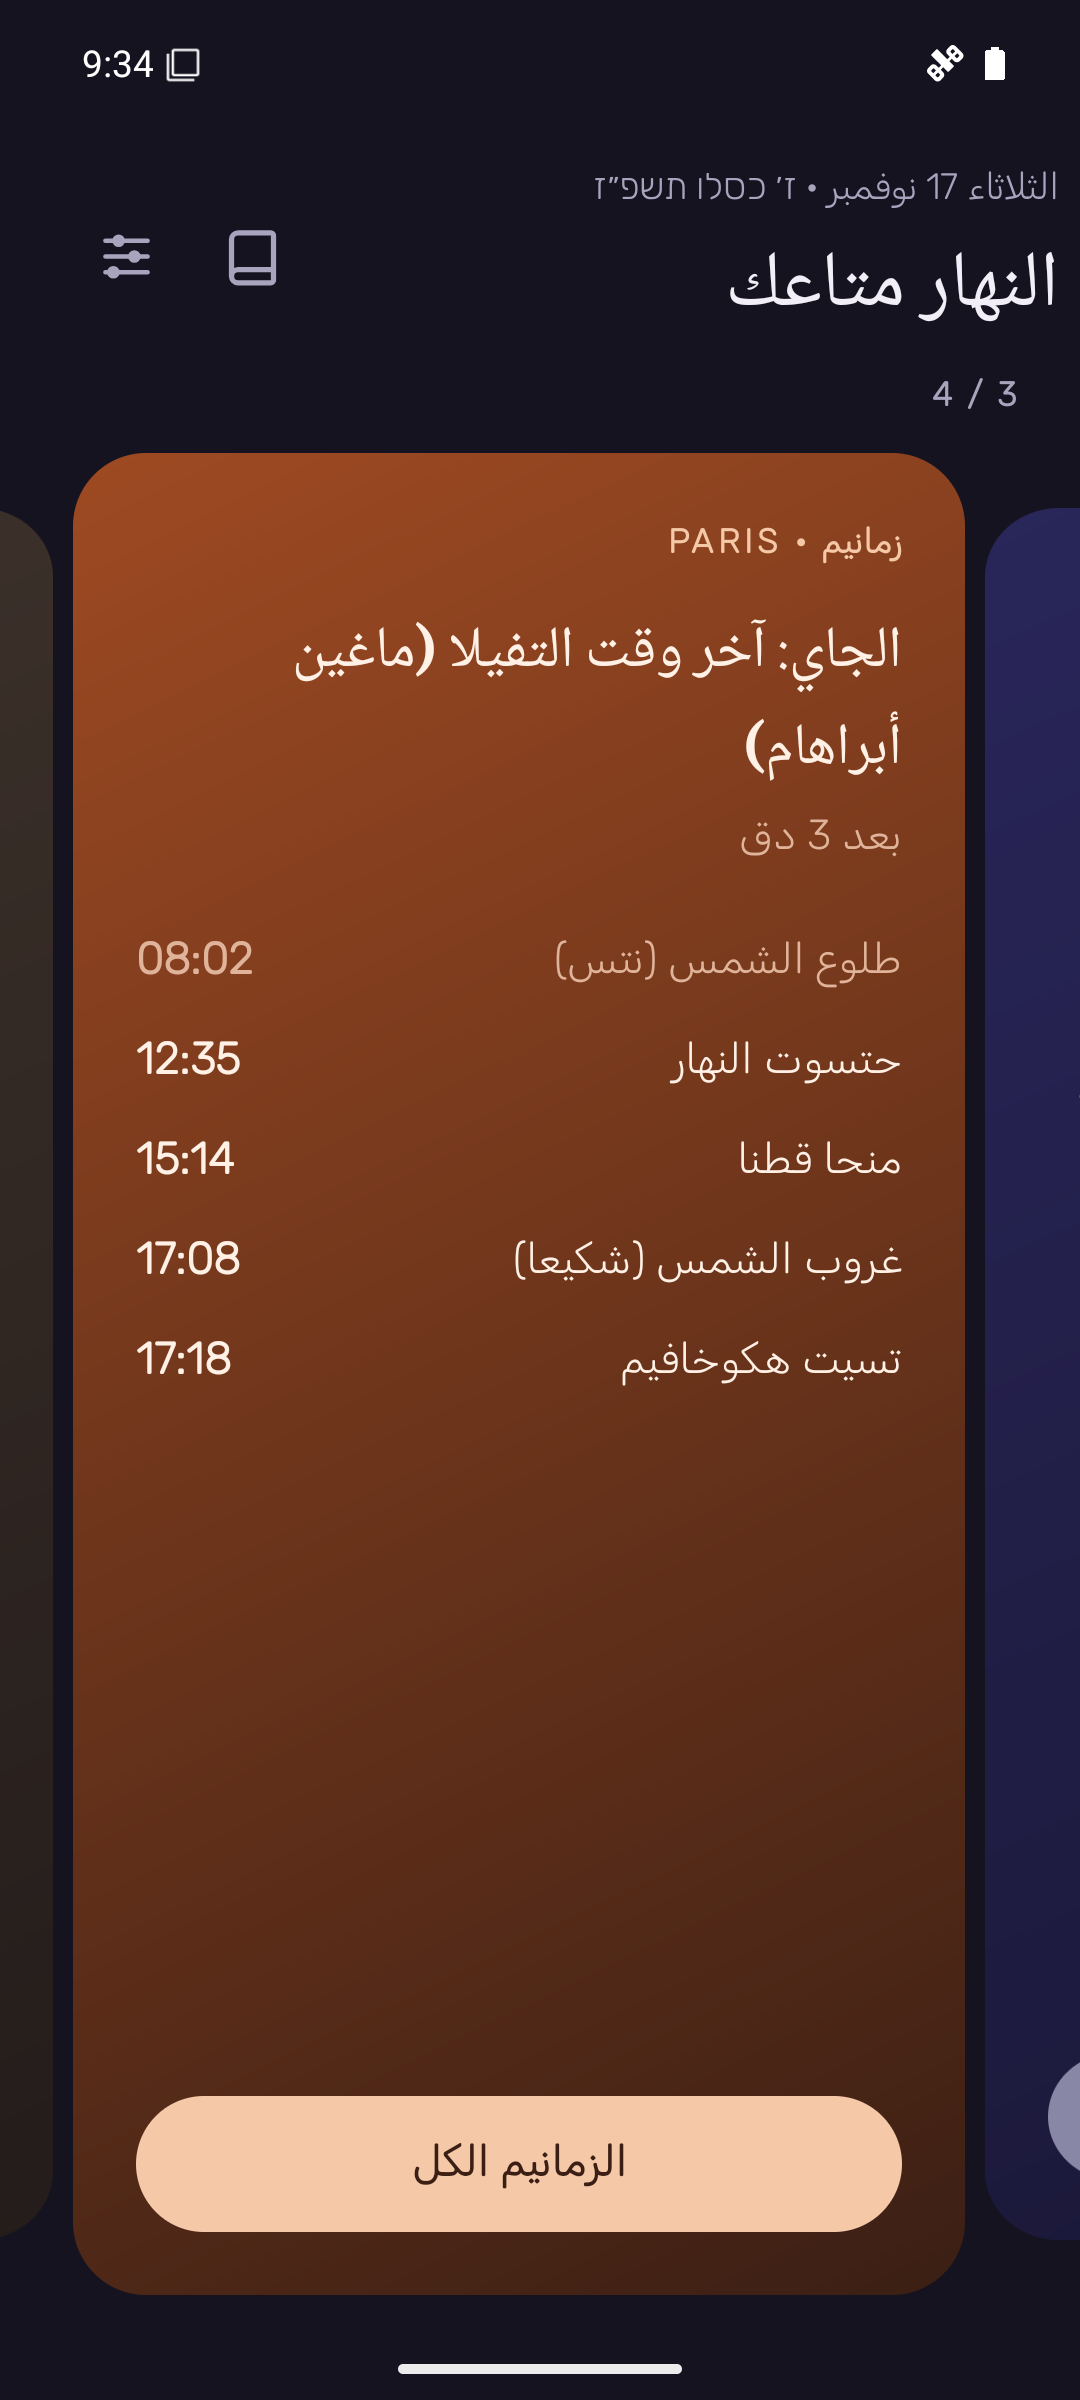 9:34
الثلاثاء 17 نوفمبر • ז׳ כסלו תשפ״ז
النهار متاعك
3 / 4
زمانيم • PARIS
الجاي: آخر وقت التفيلا (ماغين
أبراهام)
بعد 3 دق
طلوع الشمس (نتس) 08:02
حتسوت النهار 12:35
منحا قطنا 15:14
غروب الشمس (شكيعا) 17:08
تسيت هكوخافيم 17:18
الزمانيم الكل